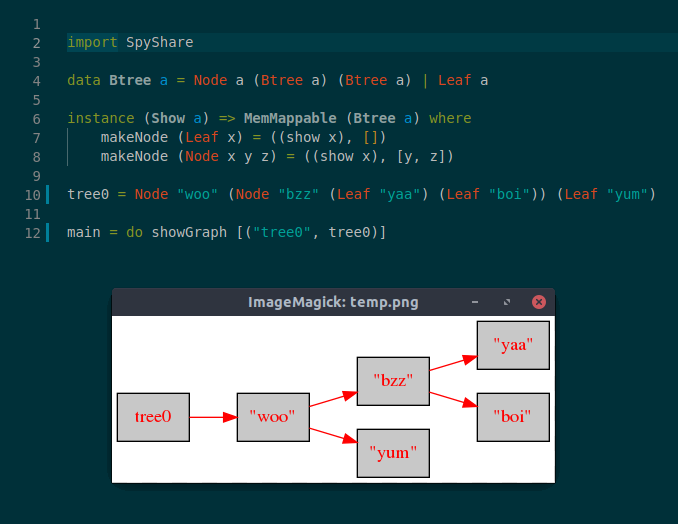 1
2 import SpyShare
3
4 data Btree a = Node a (Btree a) (Btree a) | Leaf a
5
6 instance (Show a) => MemMappable (Btree a) where
7     makeNode (Leaf x) = ((show x), [])
8     makeNode (Node x y z) = ((show x), [y, z])
9
10 tree0 = Node "woo" (Node "bzz" (Leaf "yaa") (Leaf "boi")) (Leaf "yum")
11
12 main = do showGraph [("tree0", tree0)]
ImageMagick: temp.png
"yaa"
"bzz"
tree0 "woo" "boi"
"yum"